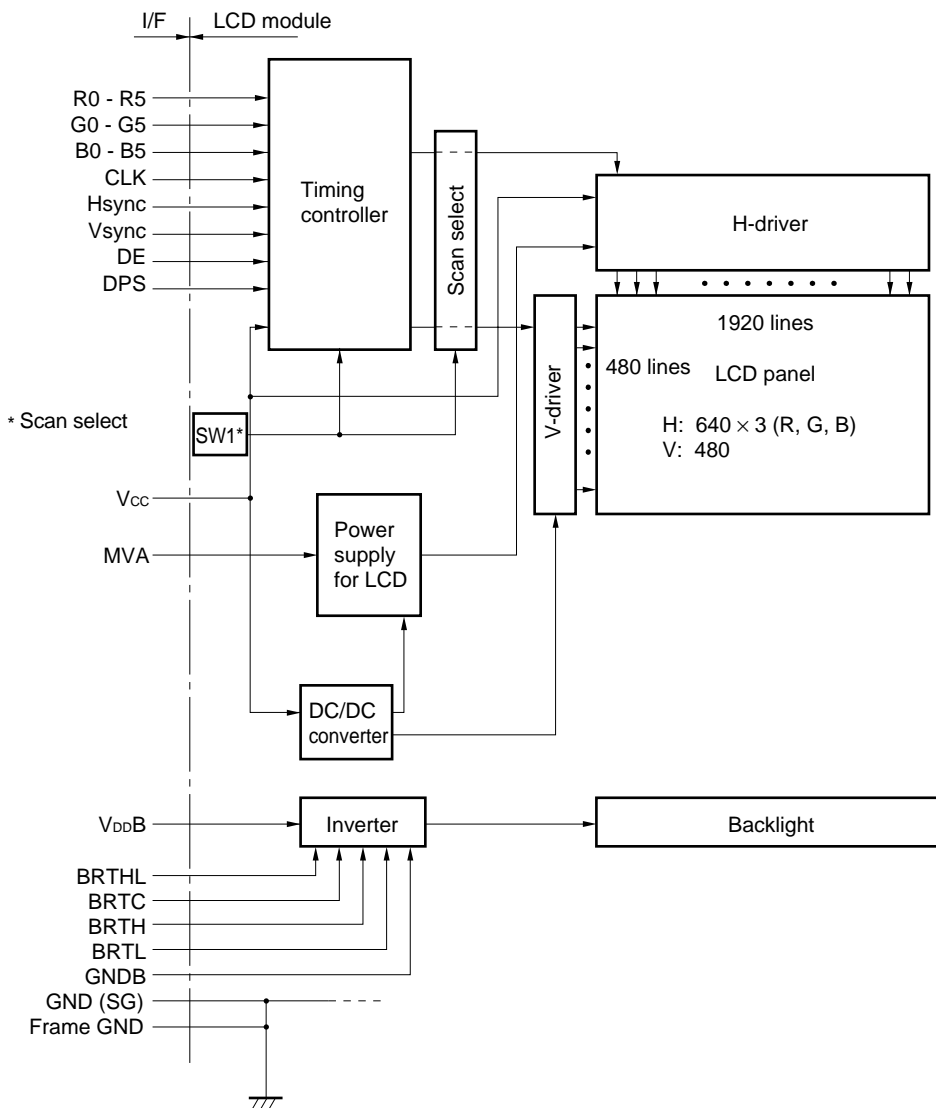 I/F
LCD module
R0 - R5
G0 - G5
B0 - B5
CLK
Hsync
Vsync
DE
DPS
Timing
controller
Scan select
H-driver
V-driver
1920 lines
480 lines
LCD panel
H: 640 × 3 (R, G, B)
V: 480
* Scan select
SW1*
VCC
MVA
Power
supply
for LCD
DC/DC
converter
VDDB
Inverter
Backlight
BRTHL
BRTC
BRTH
BRTL
GNDB
GND (SG)
Frame GND